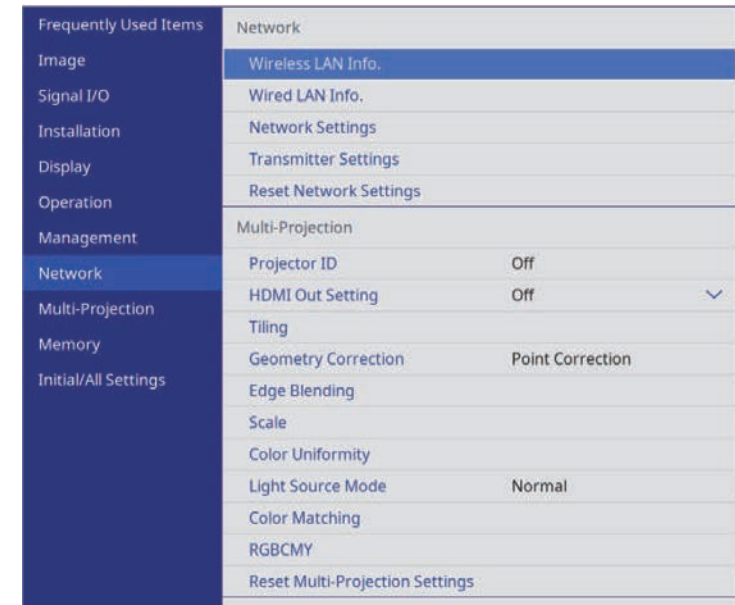 Frequently Used Items
Image
Signal I/O
Installation
Display
Operation
Management
Network
Multi-Projection
Memory
Initial/All Settings
Network
Wireless LAN Info.
Wired LAN Info.
Network Settings
Transmitter Settings
Reset Network Settings
Multi-Projection
Projector ID Off
HDMI Out Setting Off
Tiling
Geometry Correction Point Correction
Edge Blending
Scale
Color Uniformity
Light Source Mode Normal
Color Matching
RGBCMY
Reset Multi-Projection Settings